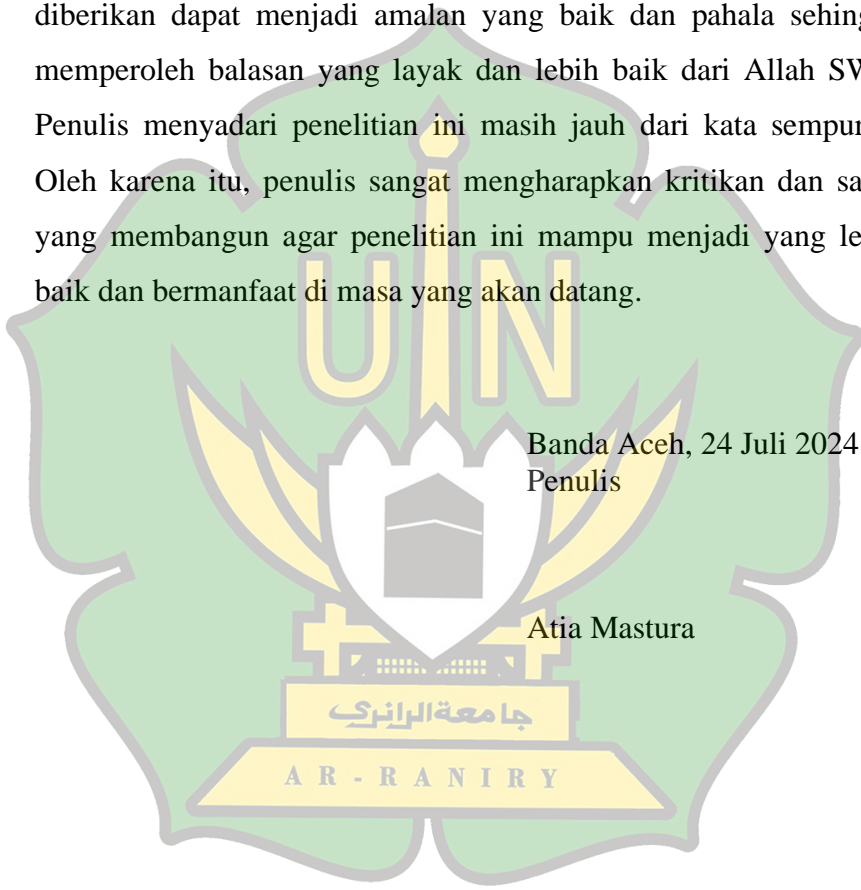 diberikan dapat menjadi amalan yang baik dan pahala sehing
memperoleh balasan yang layak dan lebih baik dari Allah SW
Penulis menyadari penelitian ini masih jauh dari kata sempur
Oleh karena itu, penulis sangat mengharapkan kritikan dan sa
yang membangun agar penelitian ini mampu menjadi yang le
baik dan bermanfaat di masa yang akan datang.
UIN
Banda Aceh, 24 Juli 2024
Penulis
Atia Mastura
جامعة الرانري
AR-RANIRY